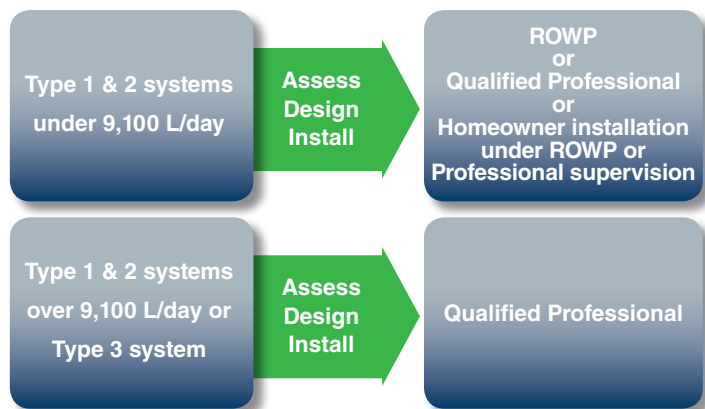 Type 1 & 2 systems
under 9,100 L/day
Assess
Design
Install
ROWP
or
Qualified Professional
or
Homeowner installation
under ROWP or
Professional supervision
Type 1 & 2 systems
over 9,100 L/day or
Type 3 system
Assess
Design
Install
Qualified Professional